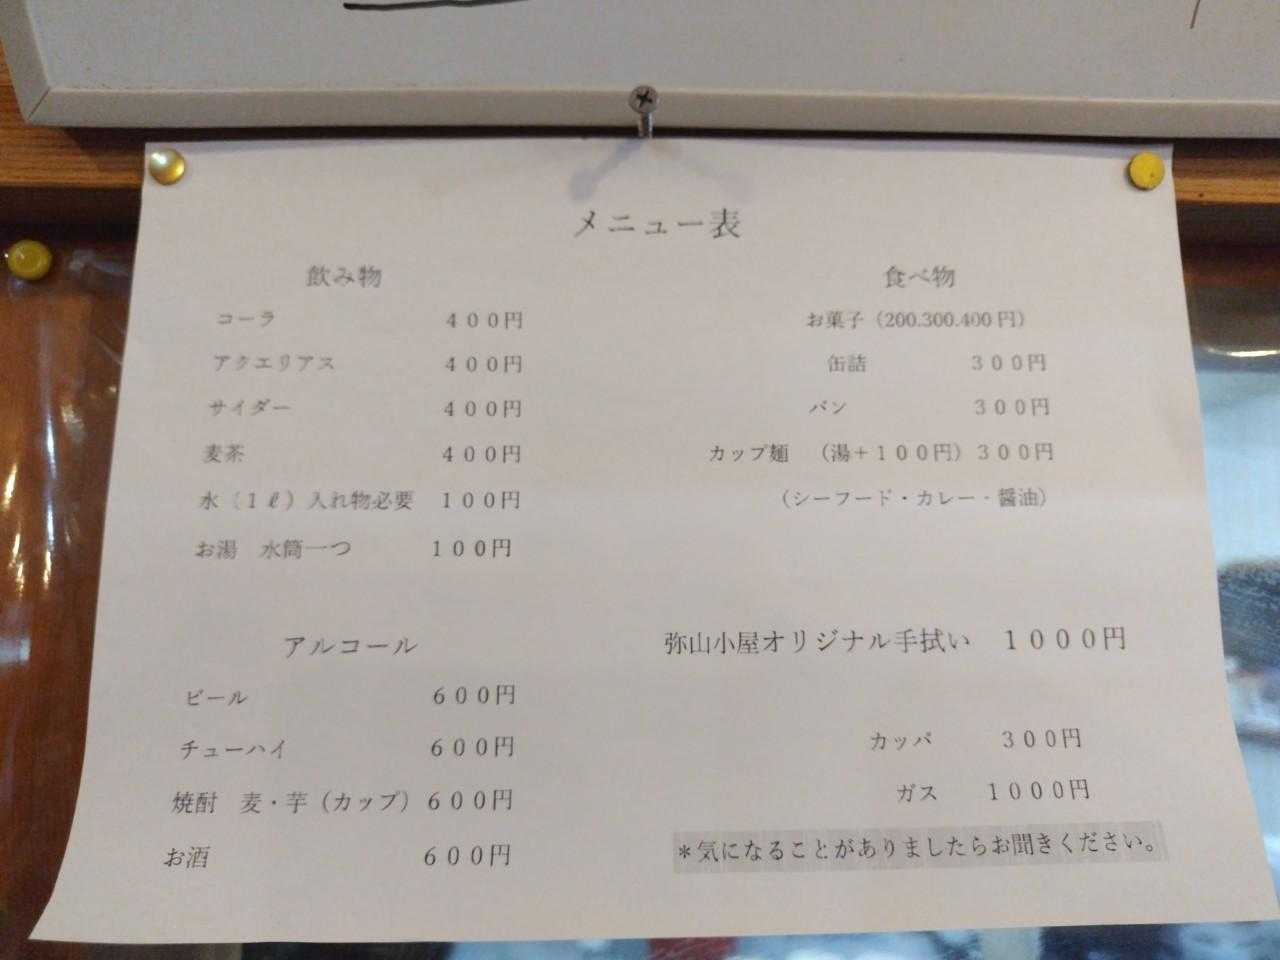 メニュー表
飲み物
コーラ　４００円
アクエリアス　４００円
サイダー　４００円
麦茶　４００円
水（１ℓ）入れ物必要　１００円
お湯　水筒一つ　１００円
アルコール
ビール　６００円
チューハイ　６００円
焼酎　麦・芋（カップ）６００円
お酒　６００円
食べ物
お菓子（200.300.400円）
缶詰　３００円
パン　３００円
カップ麺　（湯＋１００円）３００円
（シーフード・カレー・醤油）
弥山小屋オリジナル手拭い　１０００円
カッパ　３００円
ガス　１０００円
＊気になることがありましたらお聞きください。